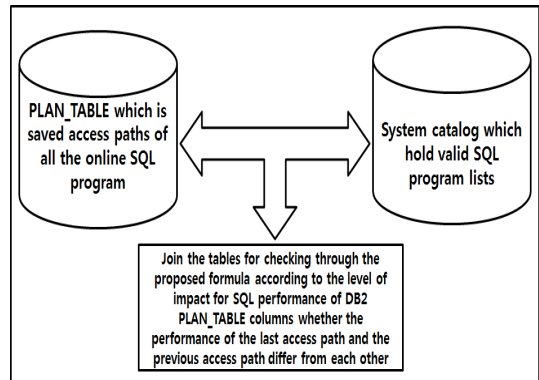 PLAN_TABLE which is
saved access paths of
all the online SQL
program
System catalog which
hold valid SQL
program lists
Join the tables for checking through the
proposed formula according to the level of
impact for SQL performance of DB2
PLAN_TABLE columns whether the
performance of the last access path and the
previous access path differ from each other